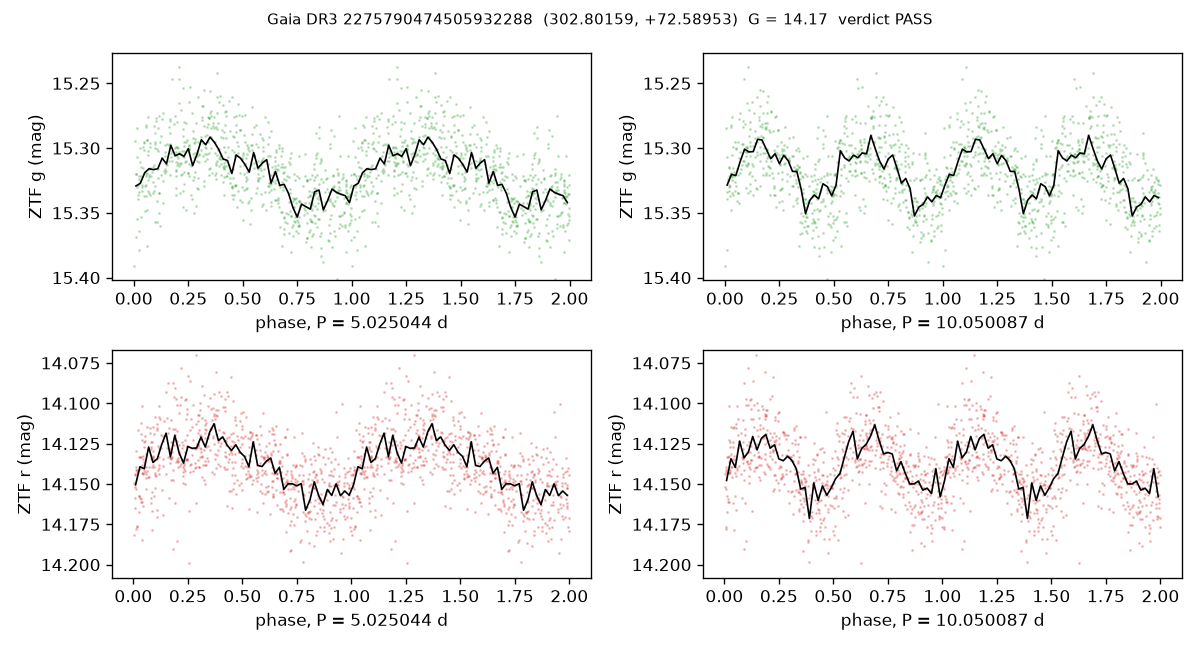 Gaia DR3 2275790474505932288 (302.80159, +72.58953) G = 14.17 verdict PASS
ZTF g (mag)
15.25
15.30
15.35
15.40
0.00 0.25 0.50 0.75 1.00 1.25 1.50 1.75 2.00
phase, P = 5.025044 d
ZTF g (mag)
15.25
15.30
15.35
15.40
0.00 0.25 0.50 0.75 1.00 1.25 1.50 1.75 2.00
phase, P = 10.050087 d
ZTF r (mag)
14.075
14.100
14.125
14.150
14.175
14.200
0.00 0.25 0.50 0.75 1.00 1.25 1.50 1.75 2.00
phase, P = 5.025044 d
ZTF r (mag)
14.075
14.100
14.125
14.150
14.175
14.200
0.00 0.25 0.50 0.75 1.00 1.25 1.50 1.75 2.00
phase, P = 10.050087 d